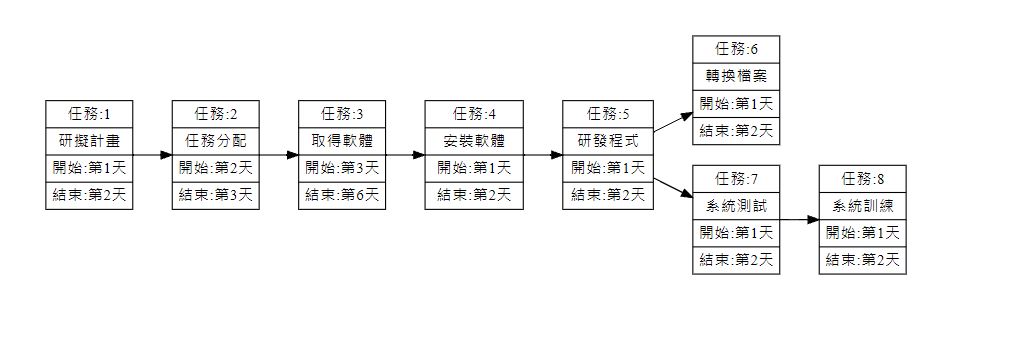 任務:1
研擬計畫
開始:第1天
結束:第2天
任務:2
任務分配
開始:第2天
結束:第3天
任務:3
取得軟體
開始:第3天
結束:第6天
任務:4
安裝軟體
開始:第1天
結束:第2天
任務:5
研發程式
開始:第1天
結束:第2天
任務:6
轉換檔案
開始:第1天
結束:第2天
任務:7
系統測試
開始:第1天
結束:第2天
任務:8
系統訓練
開始:第1天
結束:第2天